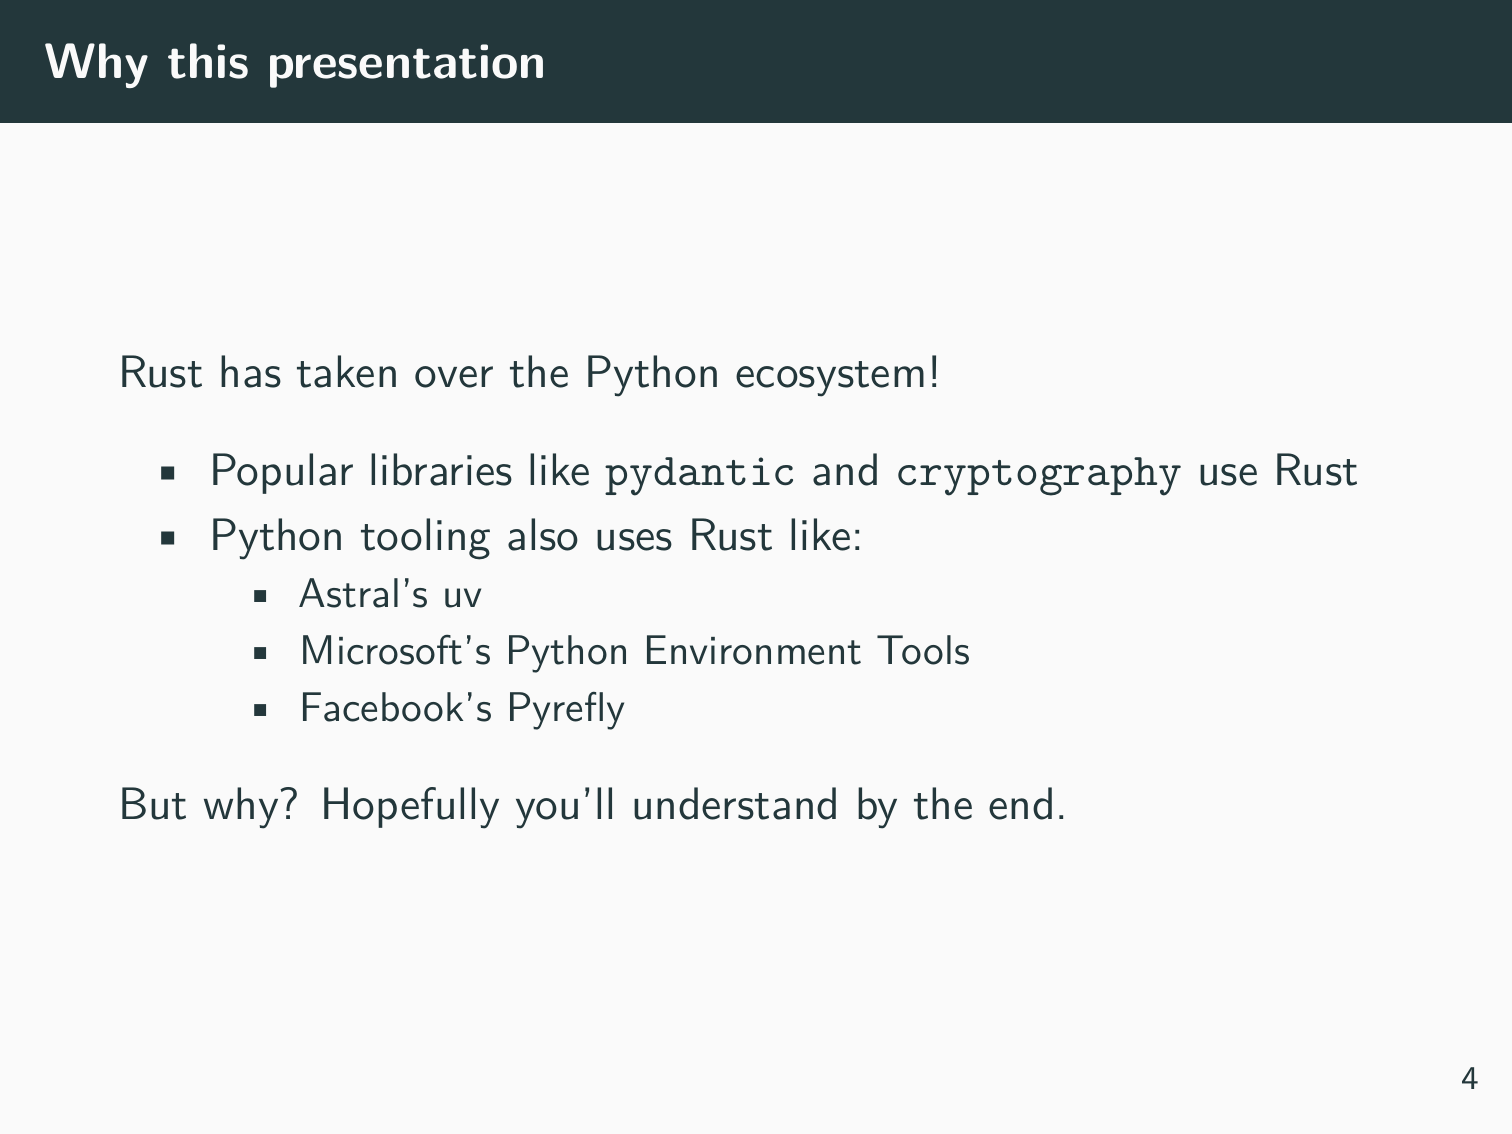 Why this presentation
Rust has taken over the Python ecosystem!
▪ Popular libraries like pydantic and cryptography use Rust
▪ Python tooling also uses Rust like:
▪ Astral's uv
▪ Microsoft's Python Environment Tools
▪ Facebook's Pyrefly
But why? Hopefully you'll understand by the end.
4